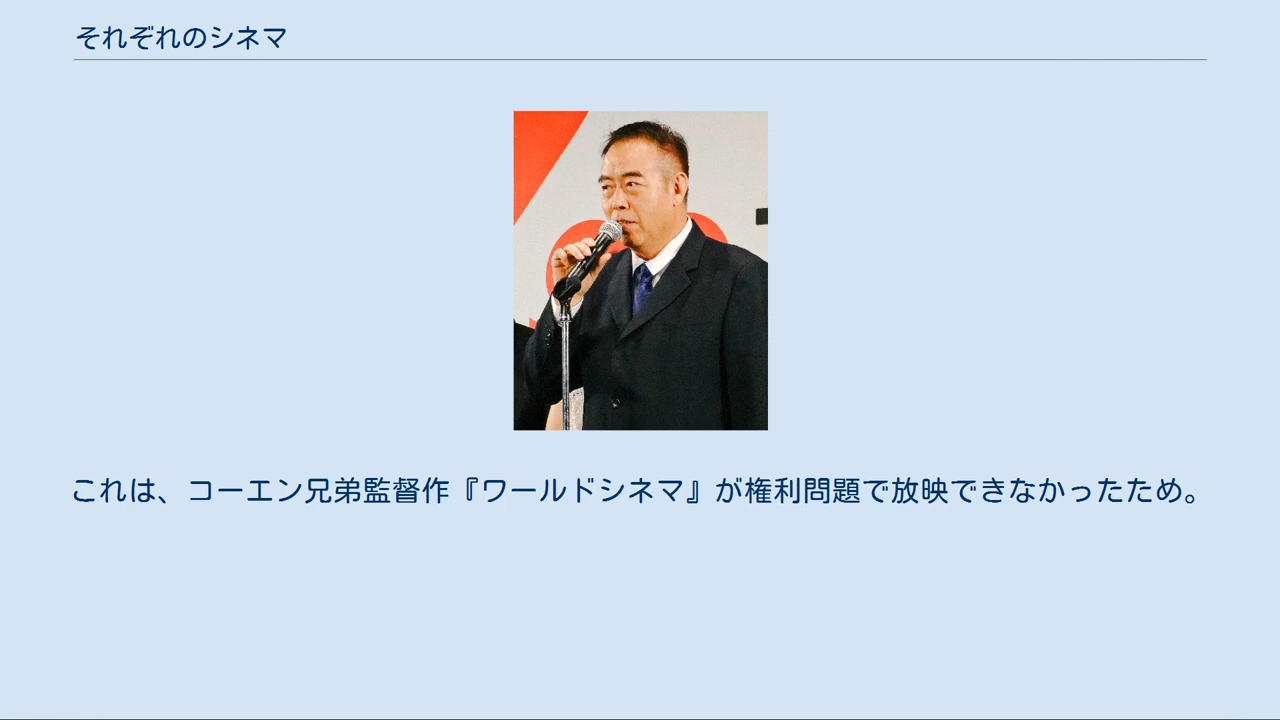 それぞれのシネマ
これは、コーエン兄弟監督作『ワールドシネマ』が権利問題で放映できなかったため。